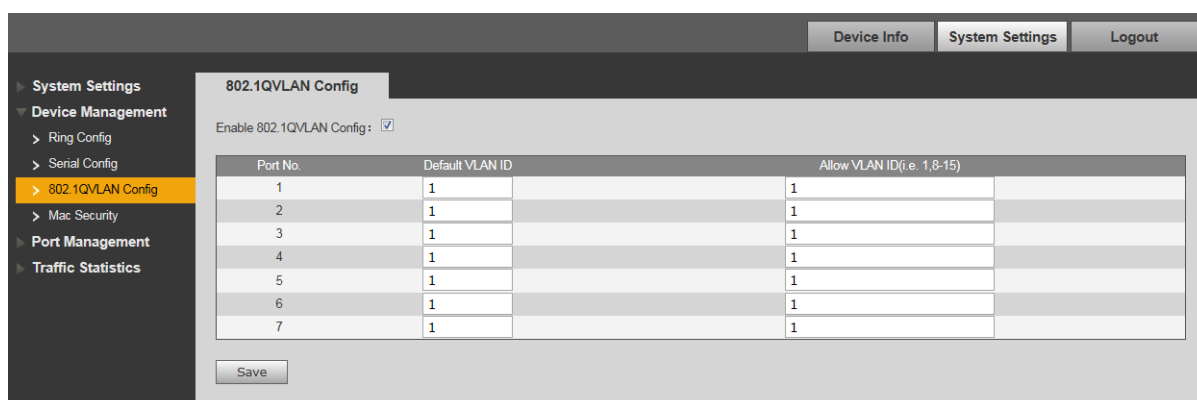 Device Info System Settings Logout
System Settings
Device Management
Ring Config
Serial Config
802.1QVLAN Config
Mac Security
Port Management
Traffic Statistics
802.1QVLAN Config
Enable 802.1QVLAN Config:
Port No. Default VLAN ID Allow VLAN ID(i.e. 1,8-15)
1 1 1
2 1 1
3 1 1
4 1 1
5 1 1
6 1 1
7 1 1
Save